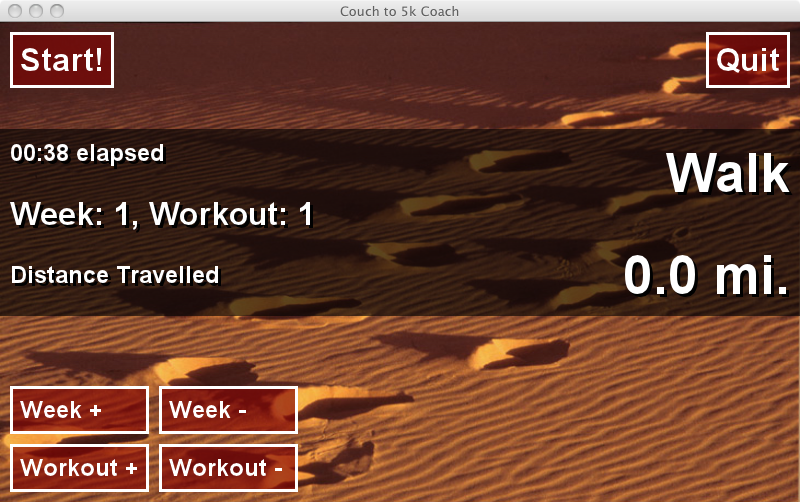 Couch to 5k Coach
Start!
Quit
00:38 elapsed
Walk
Week: 1, Workout: 1
Distance Travelled
0.0 mi.
Week +
Week -
Workout +
Workout -